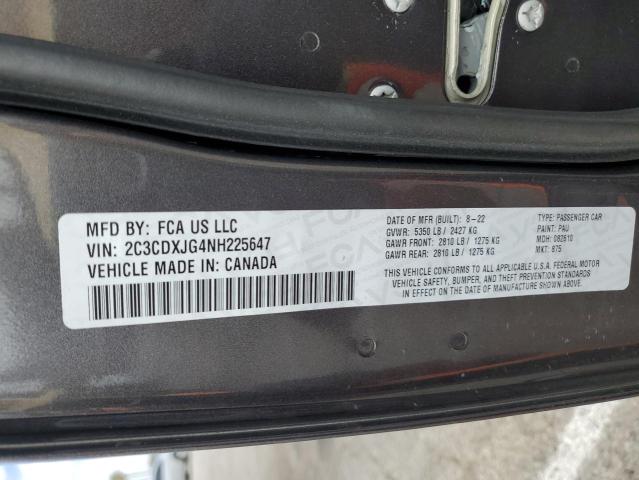 MFD BY: FCA US LLC
VIN: 2C3CDXJG4NH225647
VEHICLE MADE IN: CANADA
DATE OF MFR (BUILT): 8-22
GVWR: 5350 LB / 2427 KG
GAWR FRONT: 2810 LB / 1275 KG
GAWR REAR: 2810 LB / 1275 KG
TYPE: PASSENGER CAR
PAINT: PAU
MDH: 082610
MKT: 975
THIS VEHICLE CONFORMS TO ALL APPLICABLE U.S.A. FEDERAL MOTOR
VEHICLE SAFETY, BUMPER, AND THEFT PREVENTION STANDARDS
IN EFFECT ON THE DATE OF MANUFACTURE SHOWN ABOVE.